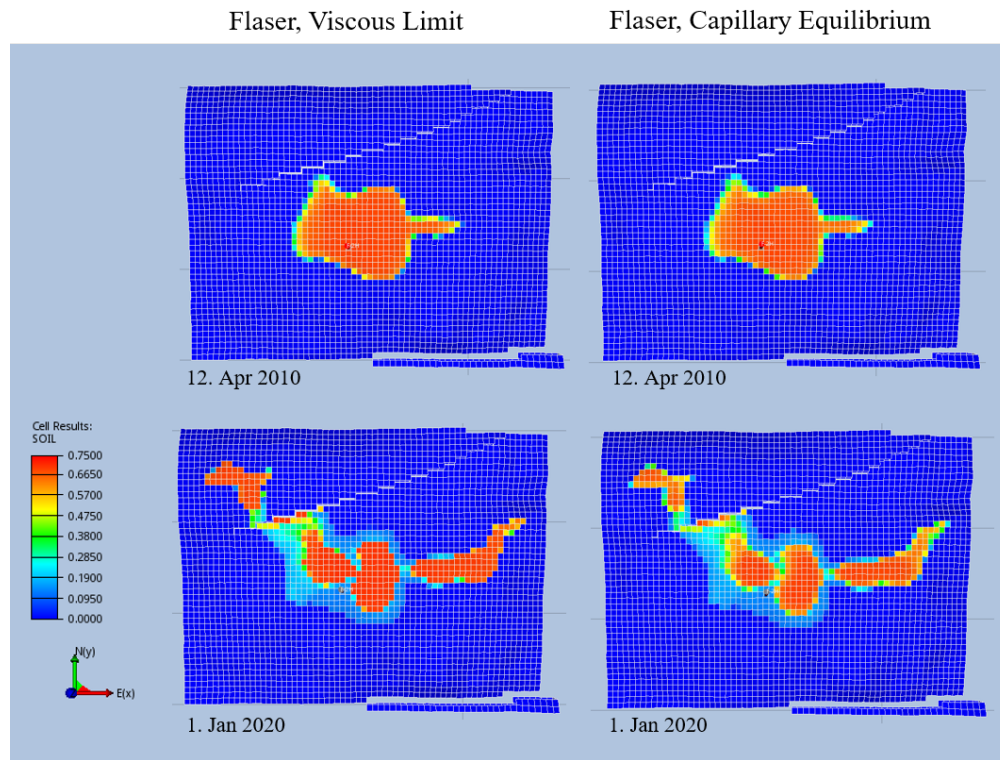 Flaser, Viscous Limit
Flaser, Capillary Equilibrium
12. Apr 2010
12. Apr 2010
Cell Results:
SOIL
0.7500
0.6650
0.5700
0.4750
0.3800
0.2850
0.1900
0.0950
0.0000
N(y)
E(x)
1. Jan 2020
1. Jan 2020